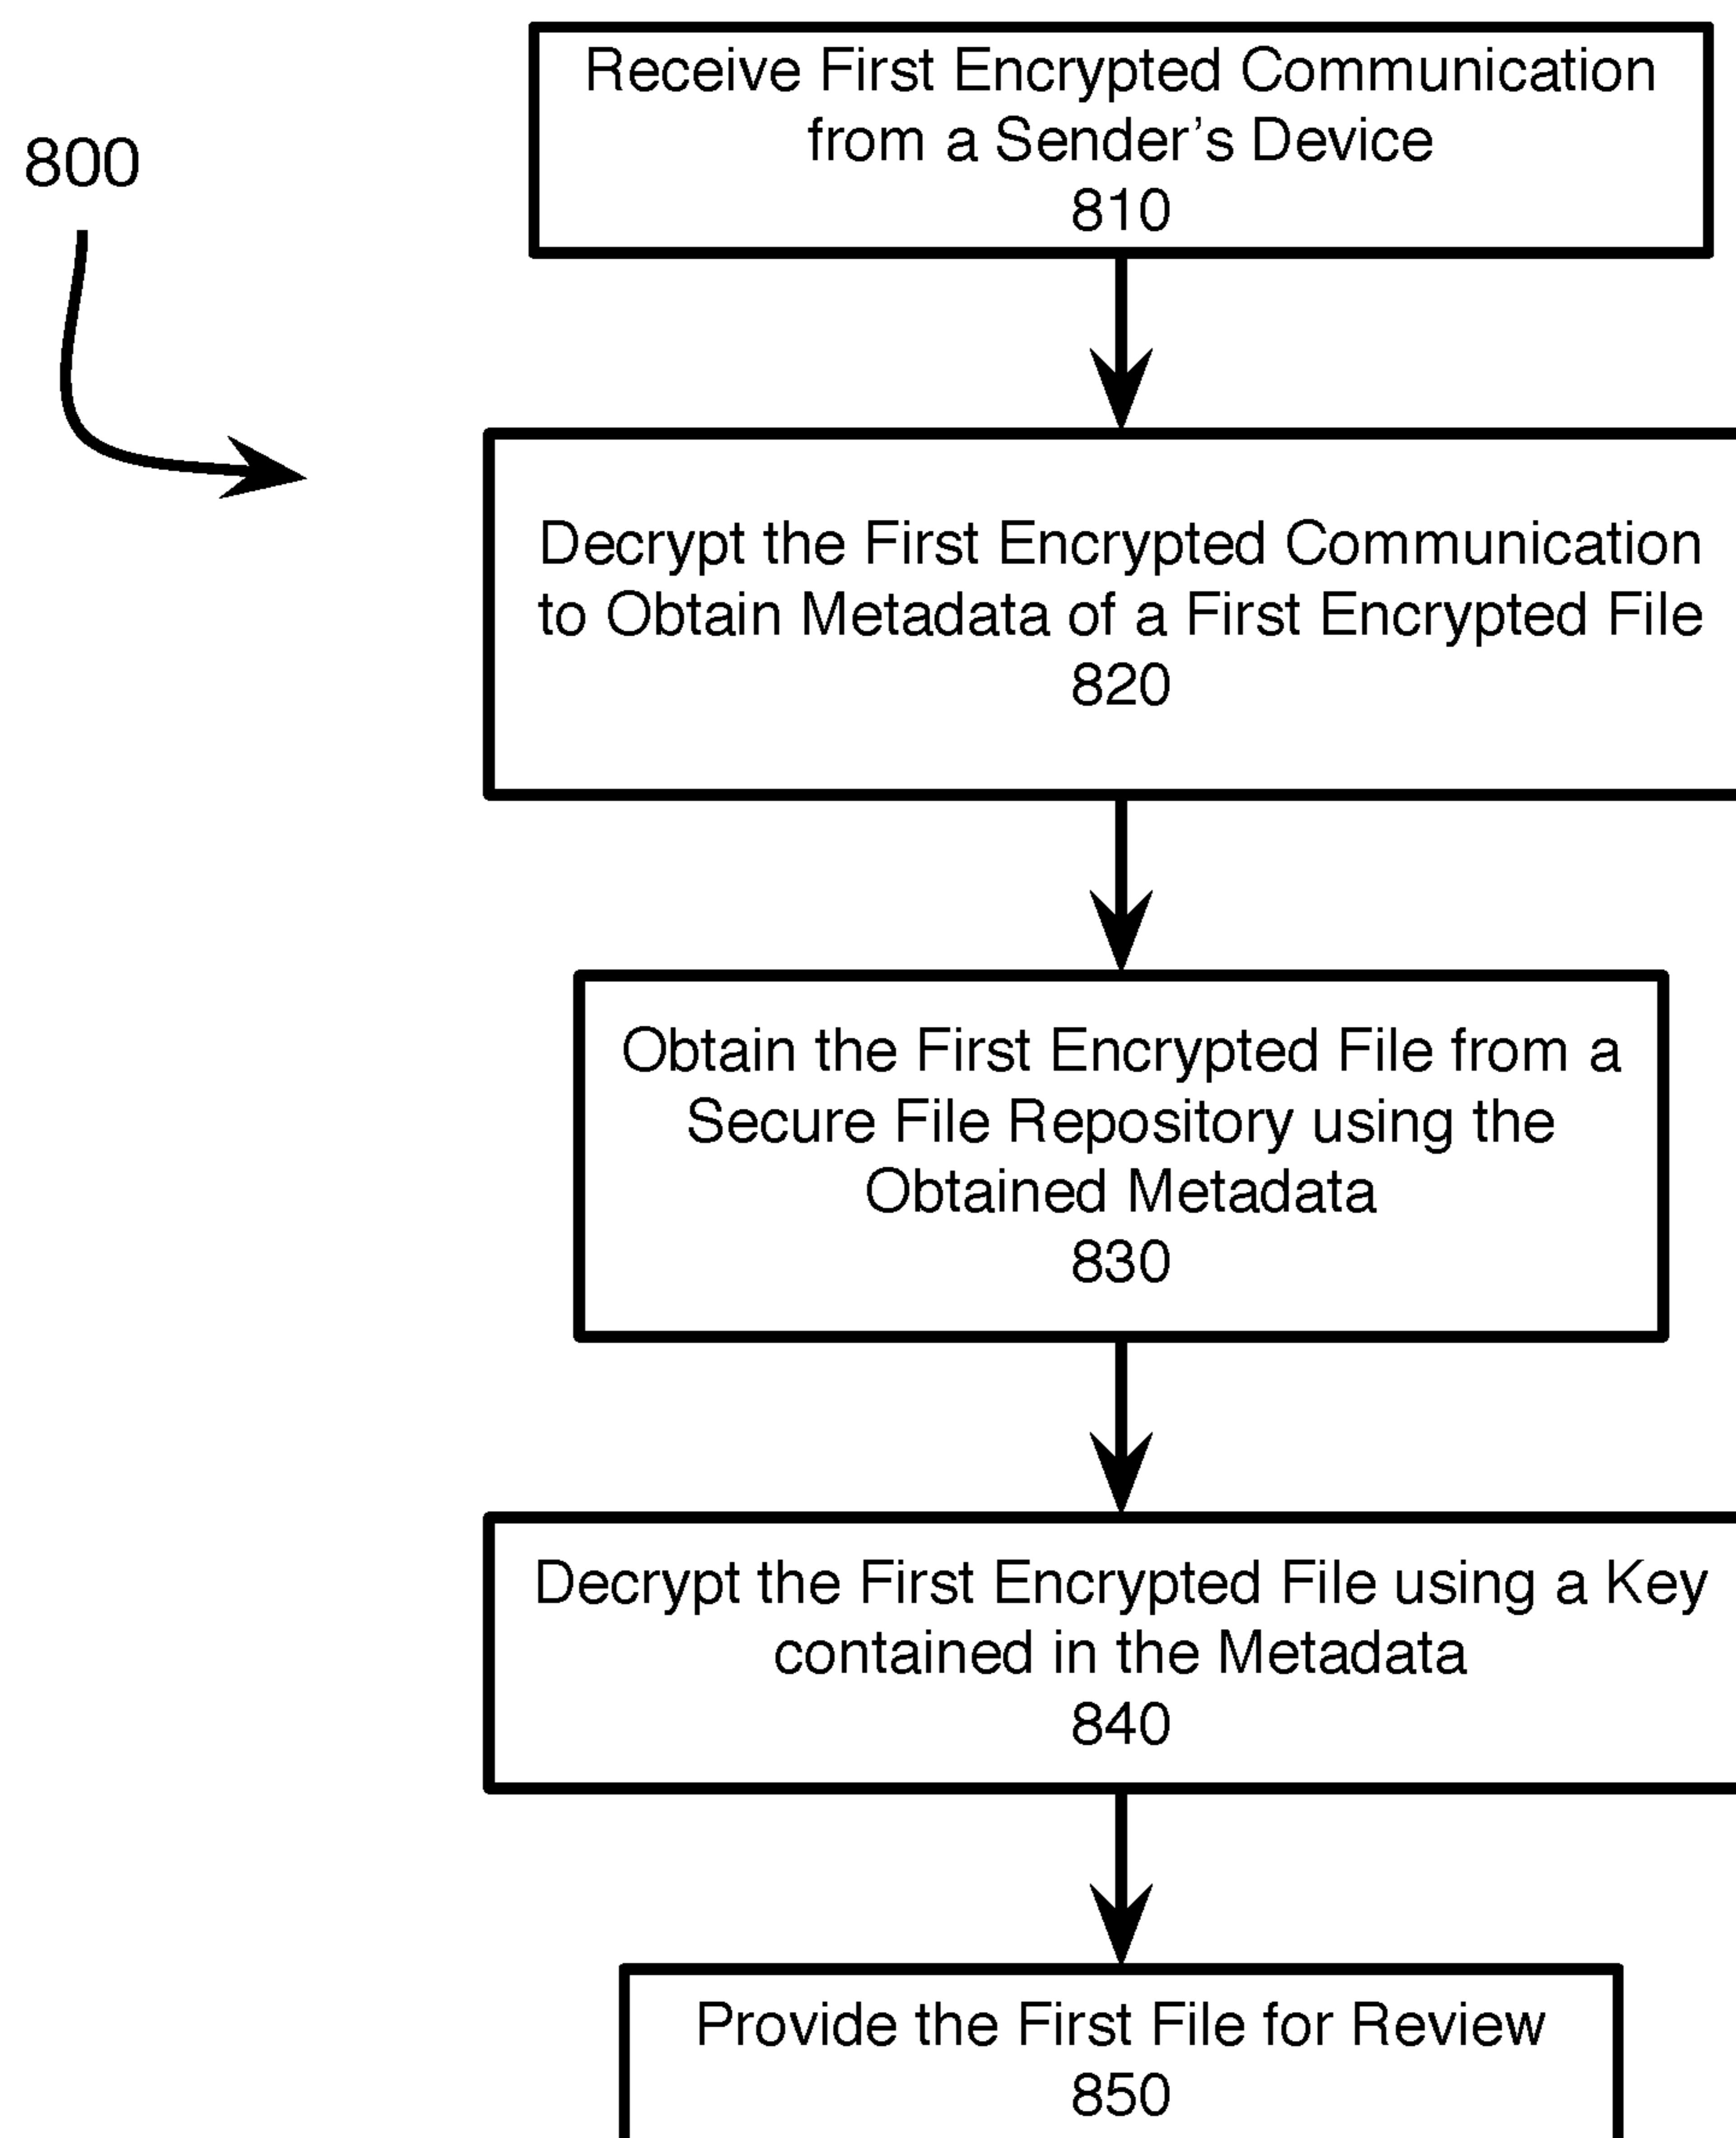 Receive First Encrypted Communication
from a Sender's Device
810
800
Decrypt the First Encrypted Communication
to Obtain Metadata of a First Encrypted File
820
Obtain the First Encrypted File from a
Secure File Repository using the
Obtained Metadata
830
Decrypt the First Encrypted File using a Key
contained in the Metadata
840
Provide the First File for Review
850